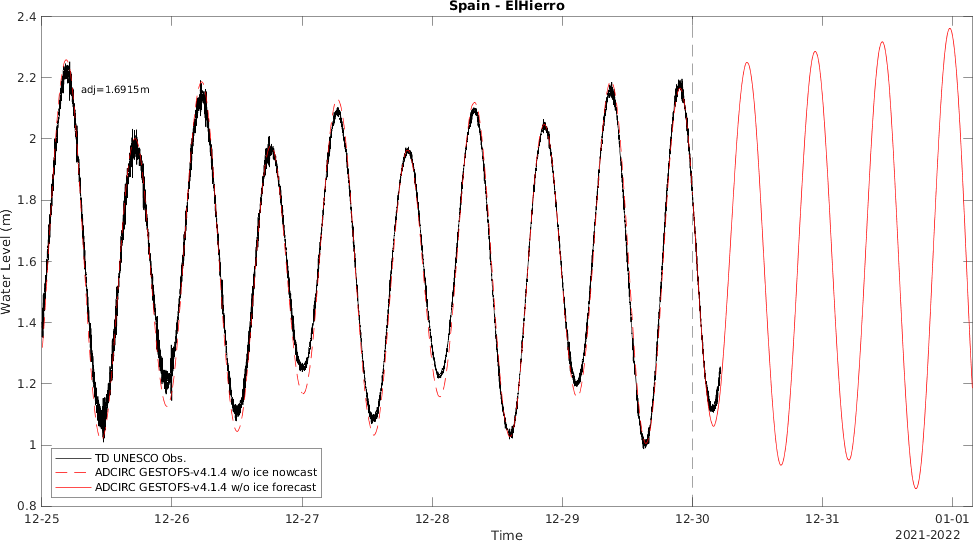 Spain - ElHierro
2.4
2.2
2
1.8
1.6
1.4
1.2
1
0.8
Water Level (m)
adj=1.6915m
TD UNESCO Obs.
ADCIRC GESTOFS-v4.1.4 w/o ice nowcast
ADCIRC GESTOFS-v4.1.4 w/o ice forecast
12-25 12-26 12-27 12-28 12-29 12-30 12-31 01-01
Time
2021-2022